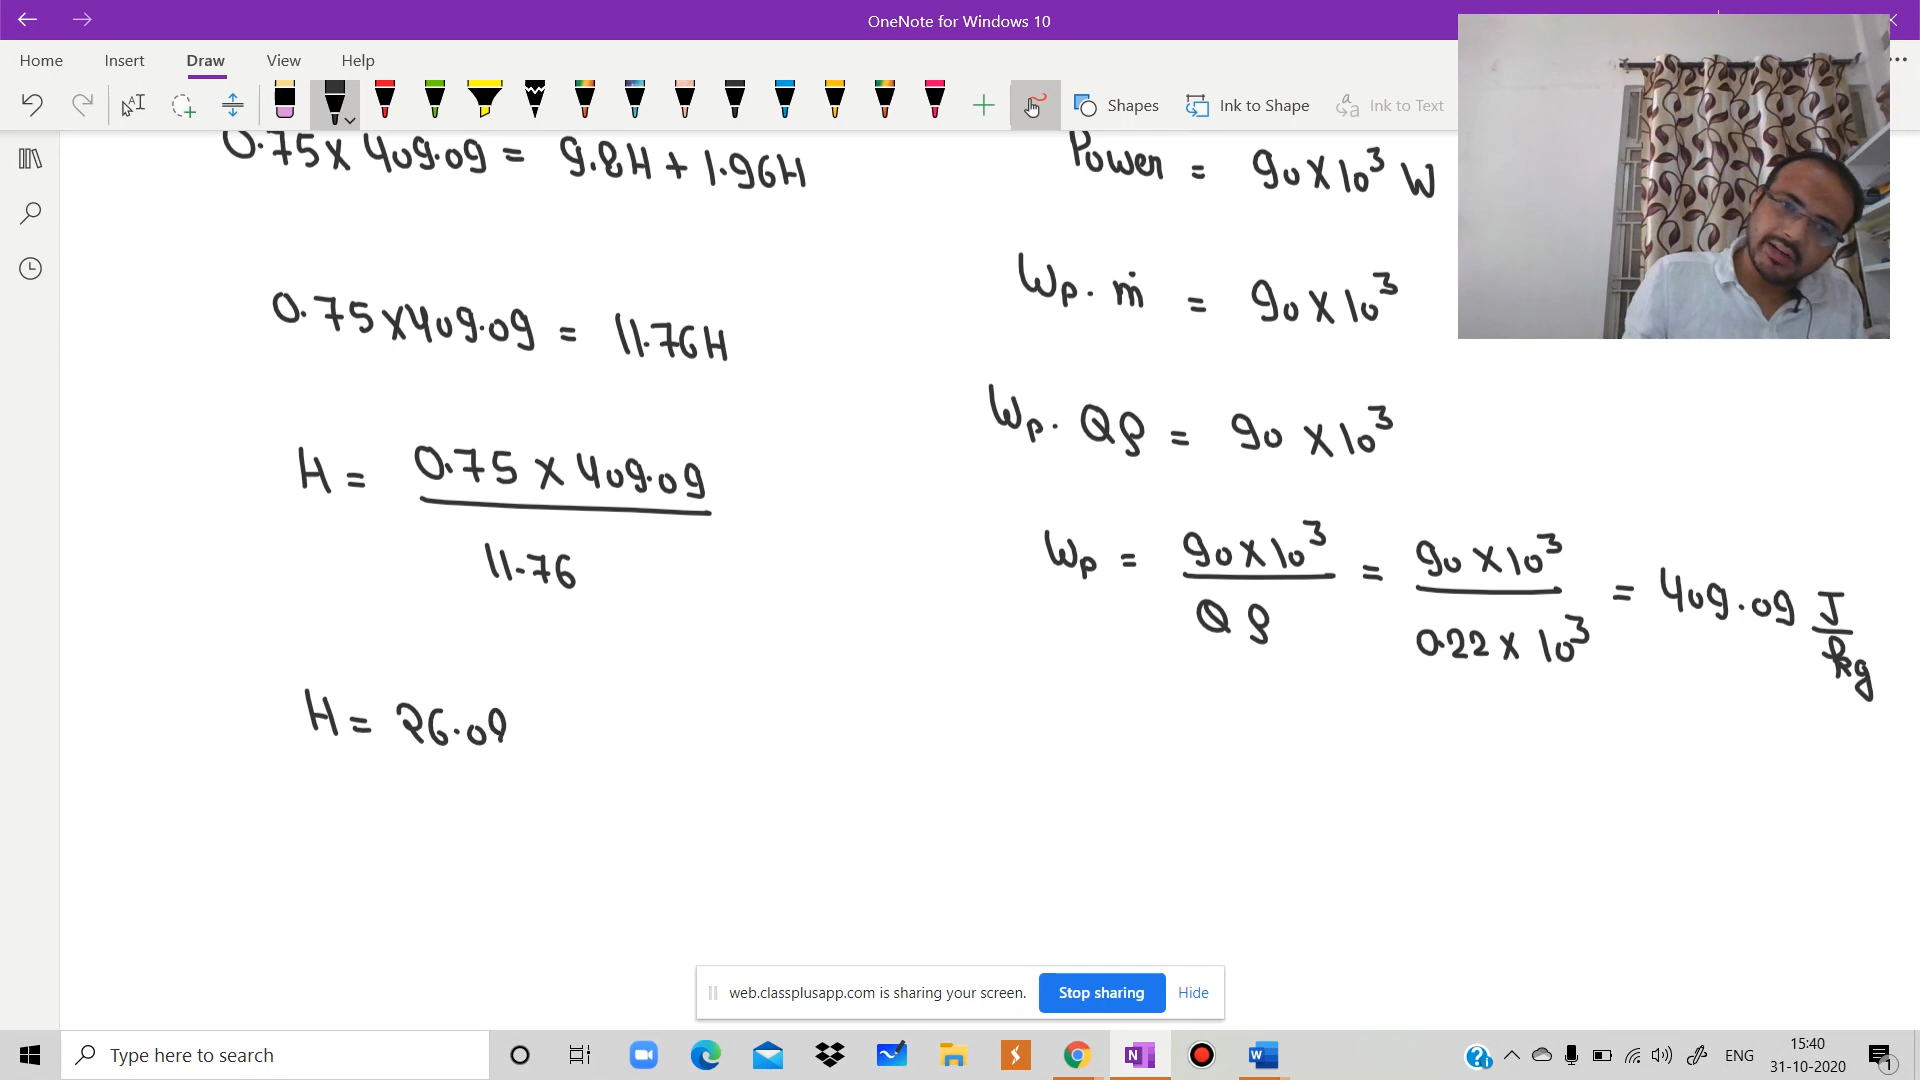 OneNote for Windows 10
Home Insert Draw View Help
Shapes Ink to Shape Ink to Text
0.75 × 409.09 = 9.8H + 1.96H
0.75 × 409.09 = 11.76H
H = 0.75 × 409.09
11.76
H = 26.09
Power = 90 × 10³ W
Wp · ṁ = 90 × 10³
Wp · Qρ = 90 × 10³
Wp = 90 × 10³ = 90 × 10³ = 409.09 J
Qρ 0.22 × 10³ kg
web.classplusapp.com is sharing your screen. Stop sharing Hide
Type here to search
ENG
15:40
31-10-2020
1